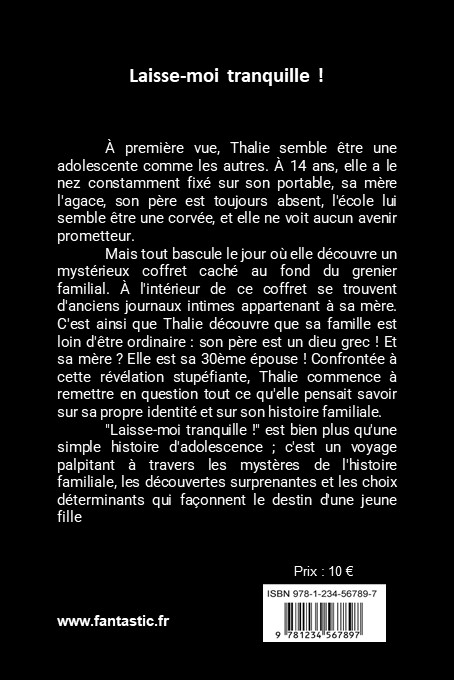 Laisse-moi tranquille !
À première vue, Thalie semble être une
adolescente comme les autres. À 14 ans, elle a le
nez constamment fixé sur son portable, sa mère
l'agace, son père est toujours absent, l'école lui
semble être une corvée, et elle ne voit aucun avenir
prometteur.
Mais tout bascule le jour où elle découvre un
mystérieux coffret caché au fond du grenier
familial. À l'intérieur de ce coffret se trouvent
d'anciens journaux intimes appartenant à sa mère.
C'est ainsi que Thalie découvre que sa famille est
loin d'être ordinaire : son père est un dieu grec ! Et
sa mère ? Elle est sa 30ème épouse ! Confrontée à
cette révélation stupéfiante, Thalie commence à
remettre en question tout ce qu'elle pensait savoir
sur sa propre identité et sur son histoire familiale.
"Laisse-moi tranquille !" est bien plus qu'une
simple histoire d'adolescence ; c'est un voyage
palpitant à travers les mystères de l'histoire
familiale, les découvertes surprenantes et les choix
déterminants qui façonnent le destin d'une jeune
fille
Prix : 10 €
ISBN 978-1-234-56789-7
9 781234 567897
www.fantastic.fr